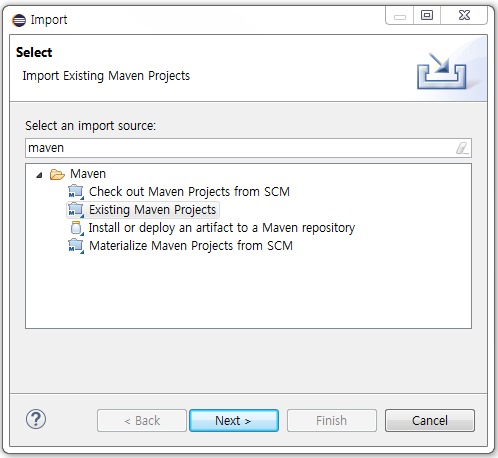 Import
Select
Import Existing Maven Projects
Select an import source:
maven
Maven
Check out Maven Projects from SCM
Existing Maven Projects
Install or deploy an artifact to a Maven repository
Materialize Maven Projects from SCM
< Back
Next >
Finish
Cancel